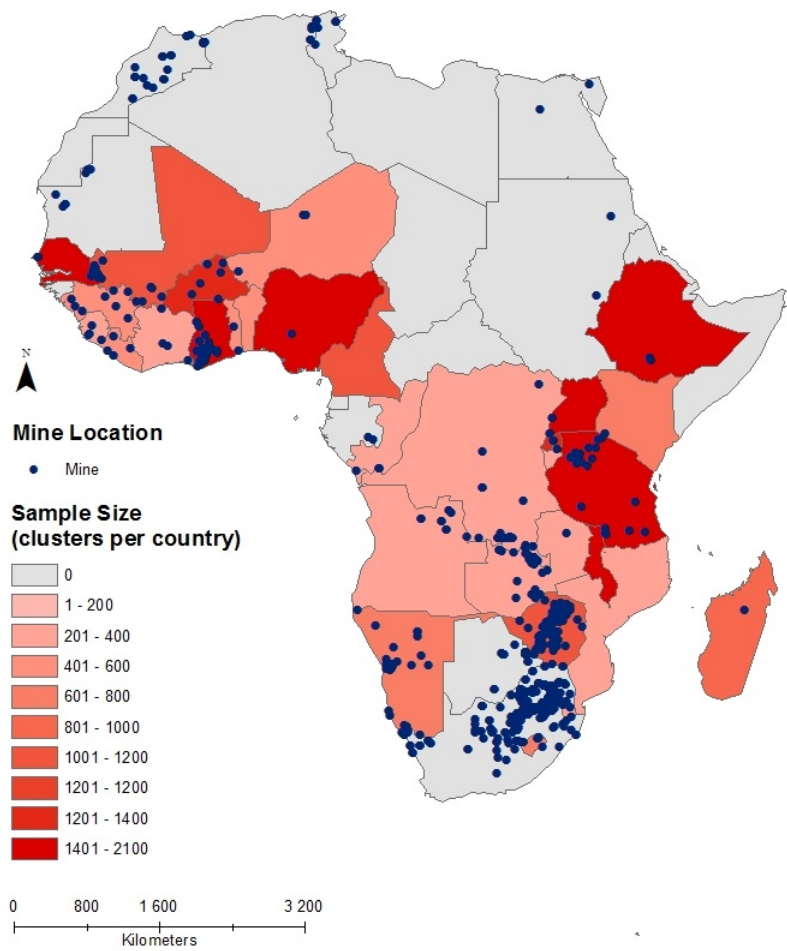 N
Mine Location
Mine
Sample Size
(clusters per country)
0
1 - 200
201 - 400
401 - 600
601 - 800
801 - 1000
1001 - 1200
1201 - 1200
1201 - 1400
1401 - 2100
0 800 1 600 3 200
Kilometers